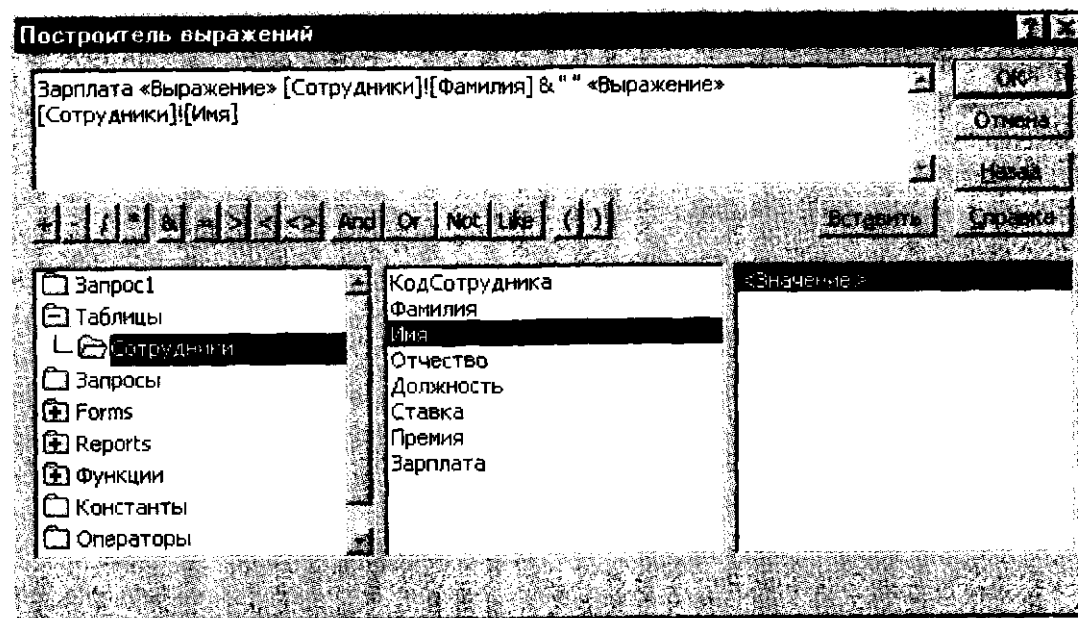 Построитель выражений
Зарплата «Выражение» [Сотрудники]![Фамилия] & " " «Выражение»
[Сотрудники]![Имя]
OK
Отмена
Назад
+ - / * & = > < <> And Or Not Like ( )
Вставить
Справка
Запрос1
Таблицы
Сотрудники
Запросы
Forms
Reports
Функции
Константы
Операторы
КодСотрудника
Фамилия
Имя
Отчество
Должность
Ставка
Премия
Зарплата
<Значение>